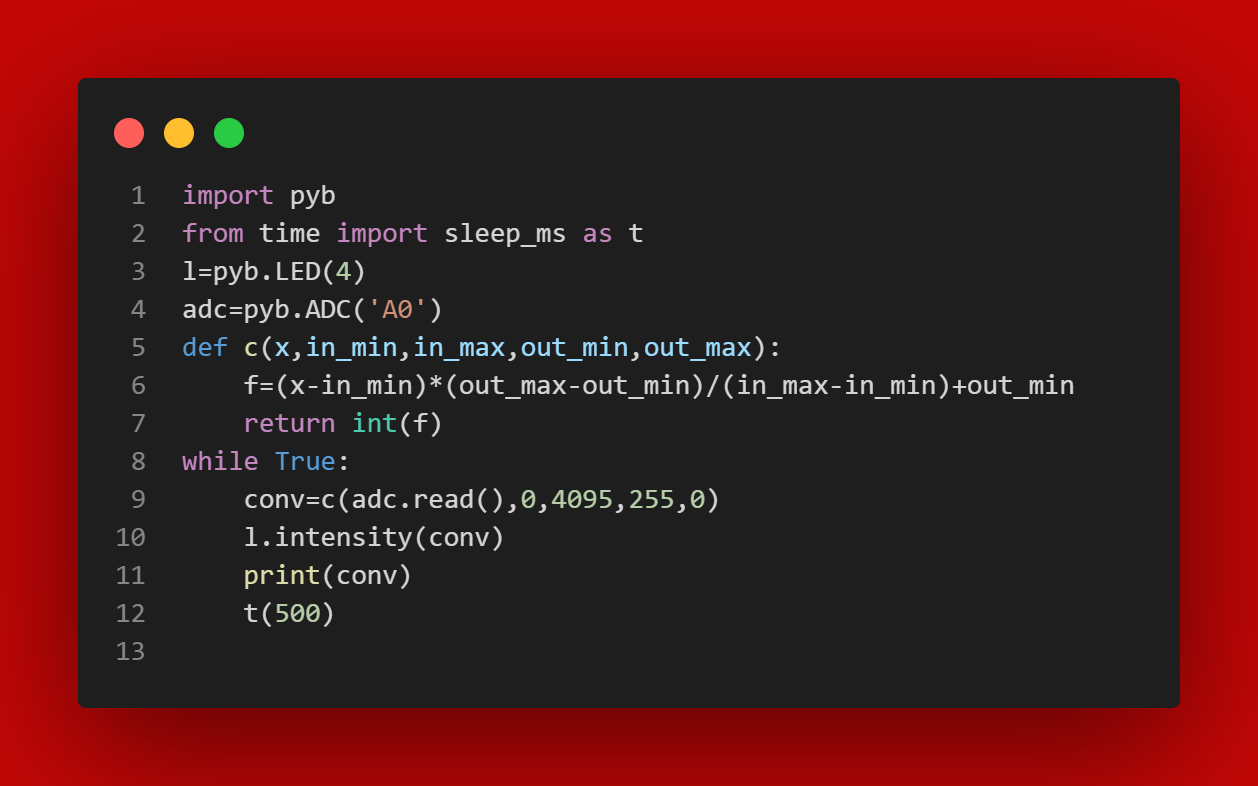 1 import pyb
2 from time import sleep_ms as t
3 l=pyb.LED(4)
4 adc=pyb.ADC('A0')
5 def c(x,in_min,in_max,out_min,out_max):
6     f=(x-in_min)*(out_max-out_min)/(in_max-in_min)+out_min
7     return int(f)
8 while True:
9     conv=c(adc.read(),0,4095,255,0)
10     l.intensity(conv)
11     print(conv)
12     t(500)
13